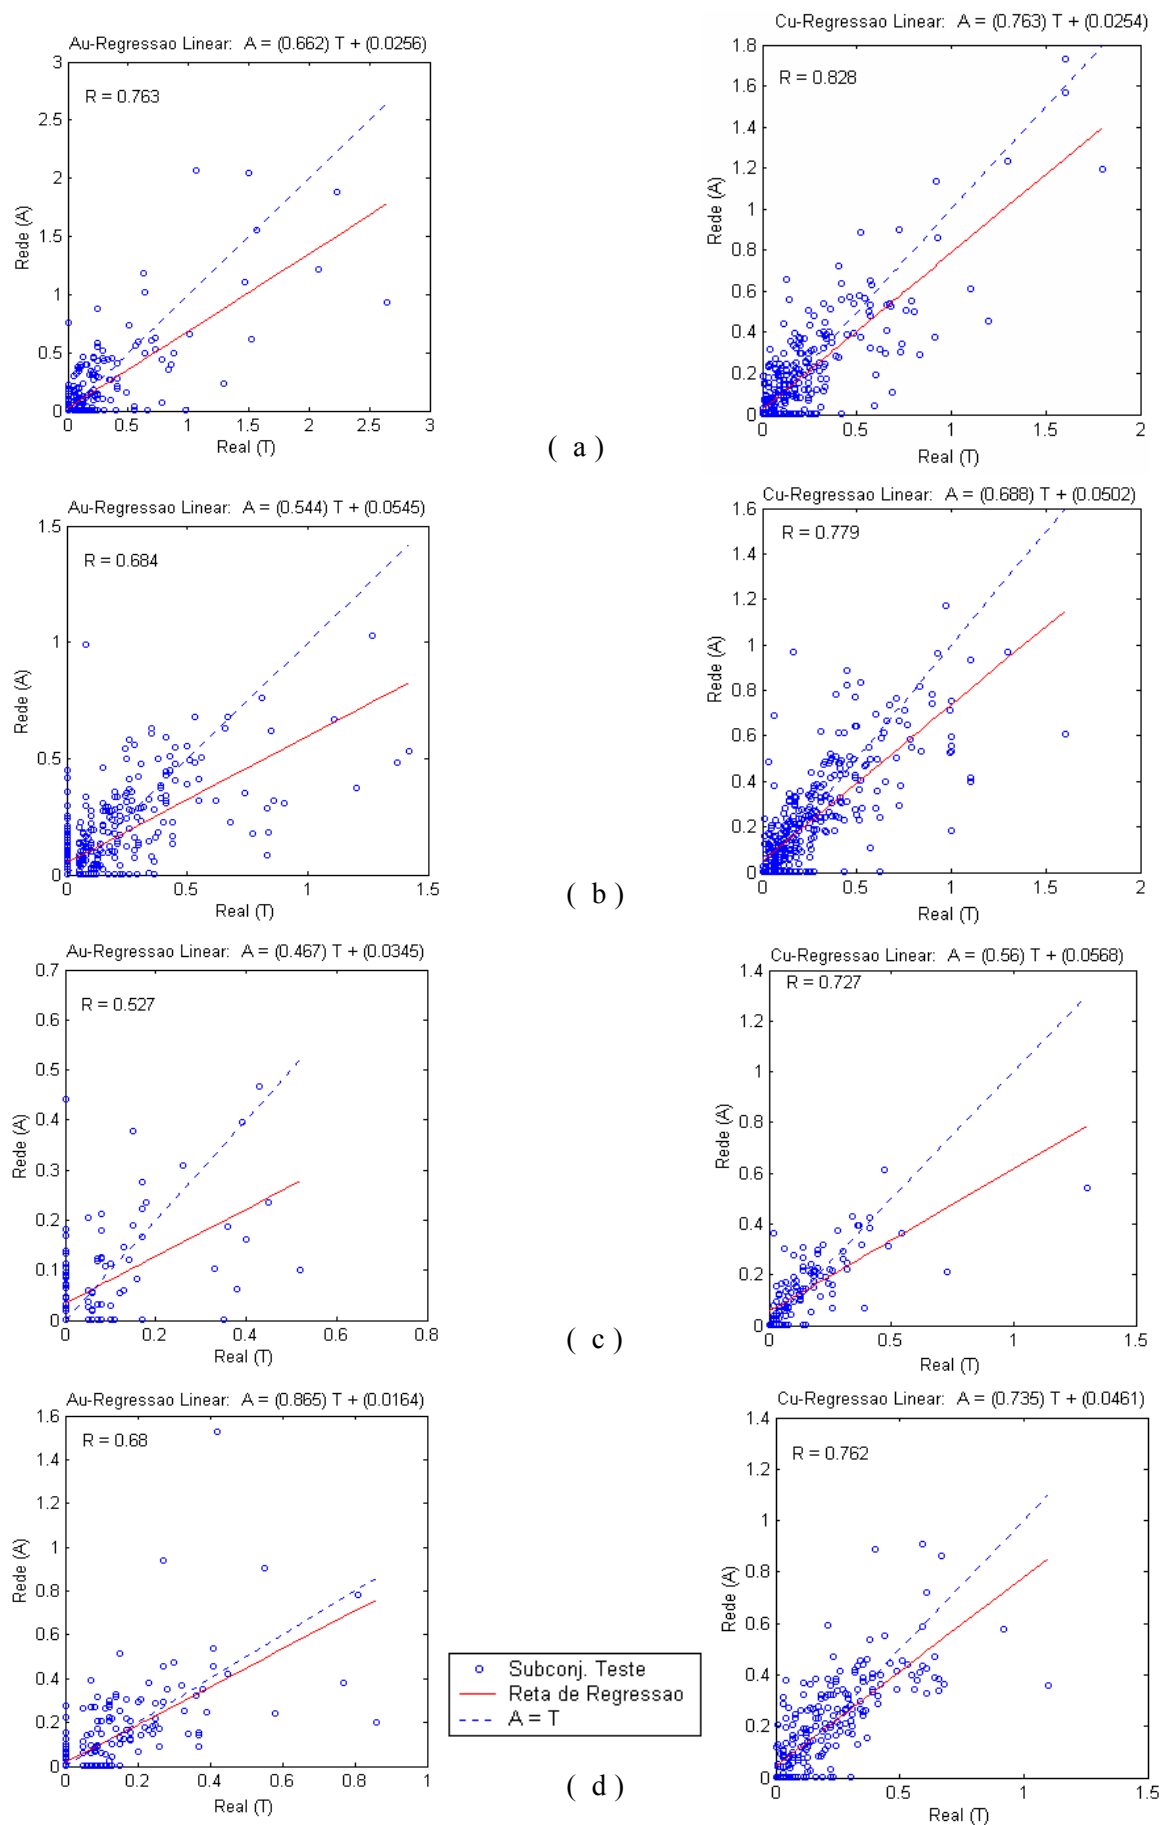 Au-Regressao Linear: A = (0.662) T + (0.0256)
3
2.5
2
1.5
1
0.5
0
R = 0.763
Rede (A)
0 0.5 1 1.5 2 2.5 3
Real (T)
Cu-Regressao Linear: A = (0.763) T + (0.0254)
1.8
1.6
1.4
1.2
1
0.8
0.6
0.4
0.2
0
R = 0.828
Rede (A)
0 0.5 1 1.5 2
Real (T)
( a )
Au-Regressao Linear: A = (0.544) T + (0.0545)
1.5
1
0.5
0
R = 0.684
Rede (A)
0 0.5 1 1.5
Real (T)
Cu-Regressao Linear: A = (0.688) T + (0.0502)
1.6
1.4
1.2
1
0.8
0.6
0.4
0.2
0
R = 0.779
Rede (A)
0 0.5 1 1.5 2
Real (T)
( b )
Au-Regressao Linear: A = (0.467) T + (0.0345)
0.7
0.6
0.5
0.4
0.3
0.2
0.1
0
R = 0.527
Rede (A)
0 0.2 0.4 0.6 0.8
Real (T)
Cu-Regressao Linear: A = (0.56) T + (0.0568)
1.4
1.2
1
0.8
0.6
0.4
0.2
0
R = 0.727
Rede (A)
0 0.5 1 1.5
Real (T)
( c )
Au-Regressao Linear: A = (0.865) T + (0.0164)
1.6
1.4
1.2
1
0.8
0.6
0.4
0.2
0
R = 0.68
Rede (A)
0 0.2 0.4 0.6 0.8 1
Real (T)
Cu-Regressao Linear: A = (0.735) T + (0.0461)
1.4
1.2
1
0.8
0.6
0.4
0.2
0
R = 0.762
Rede (A)
0 0.5 1 1.5
Real (T)
Subconj. Teste
Reta de Regressao
A = T
( d )